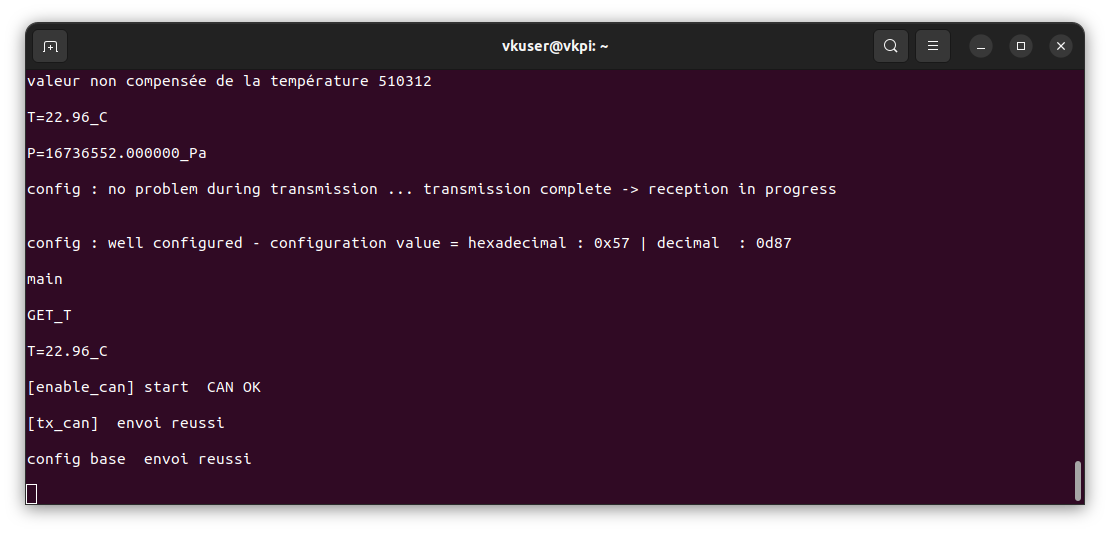 vkuser@vkpi: ~
valeur non compensée de la température 510312
T=22.96_C
P=16736552.000000_Pa
config : no problem during transmission ... transmission complete -> reception in progress
config : well configured - configuration value = hexadecimal : 0x57 | decimal  : 0d87
main
GET_T
T=22.96_C
[enable_can] start  CAN OK
[tx_can]  envoi reussi
config base  envoi reussi